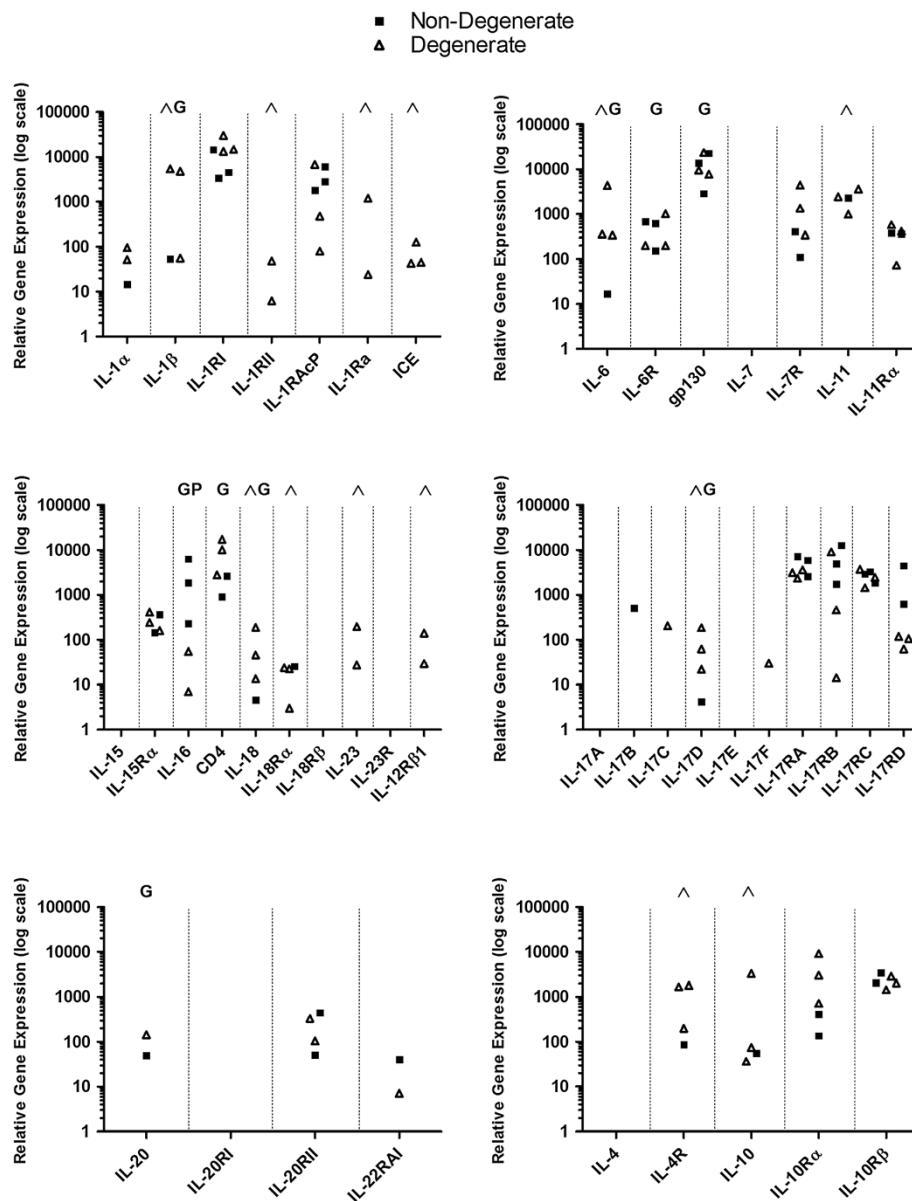 Non-Degenerate
Degenerate
^ G ^ ^ ^
Relative Gene Expression (log scale)
100000
10000
1000
100
10
1
IL-1α IL-1β IL-1RI IL-1RII IL-1RAcP IL-1Ra ICE
^ G G G ^
Relative Gene Expression (log scale)
100000
10000
1000
100
10
1
IL-6 IL-6R gp130 IL-7 IL-7R IL-11 IL-11Rα
GP G ^ G ^ ^ ^
Relative Gene Expression (log scale)
100000
10000
1000
100
10
1
IL-15 IL-15Rα IL-16 CD4 IL-18 IL-18Rα IL-18Rβ IL-23 IL-23R IL-12Rβ1
^ G
Relative Gene Expression (log scale)
100000
10000
1000
100
10
1
IL-17A IL-17B IL-17C IL-17D IL-17E IL-17F IL-17RA IL-17RB IL-17RC IL-17RD
G
Relative Gene Expression (log scale)
100000
10000
1000
100
10
1
IL-20 IL-20RI IL-20RII IL-22RAI
^ ^
Relative Gene Expression (log scale)
100000
10000
1000
100
10
1
IL-4 IL-4R IL-10 IL-10Rα IL-10Rβ